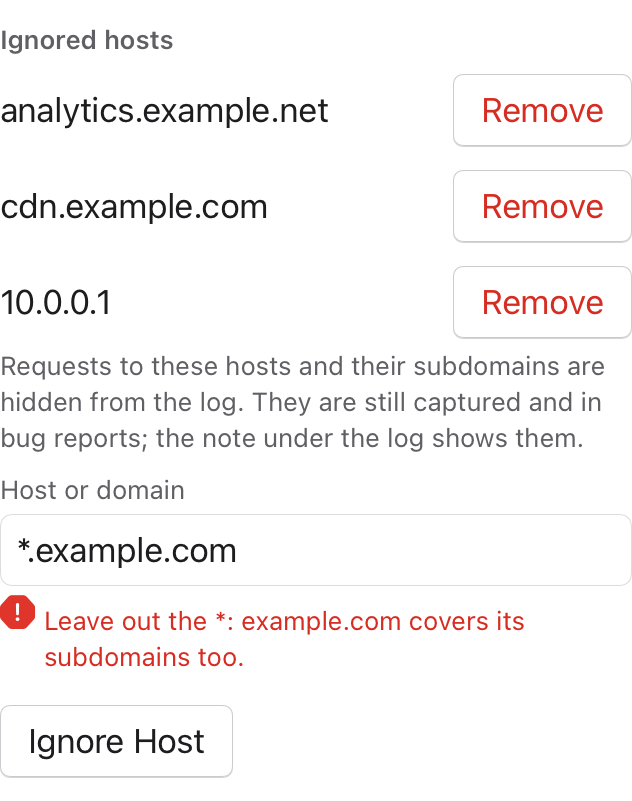 Ignored hosts
analytics.example.net
Remove
cdn.example.com
Remove
10.0.0.1
Remove
Requests to these hosts and their subdomains are
hidden from the log. They are still captured and in
bug reports; the note under the log shows them.
Host or domain
*.example.com
Leave out the *: example.com covers its
subdomains too.
Ignore Host